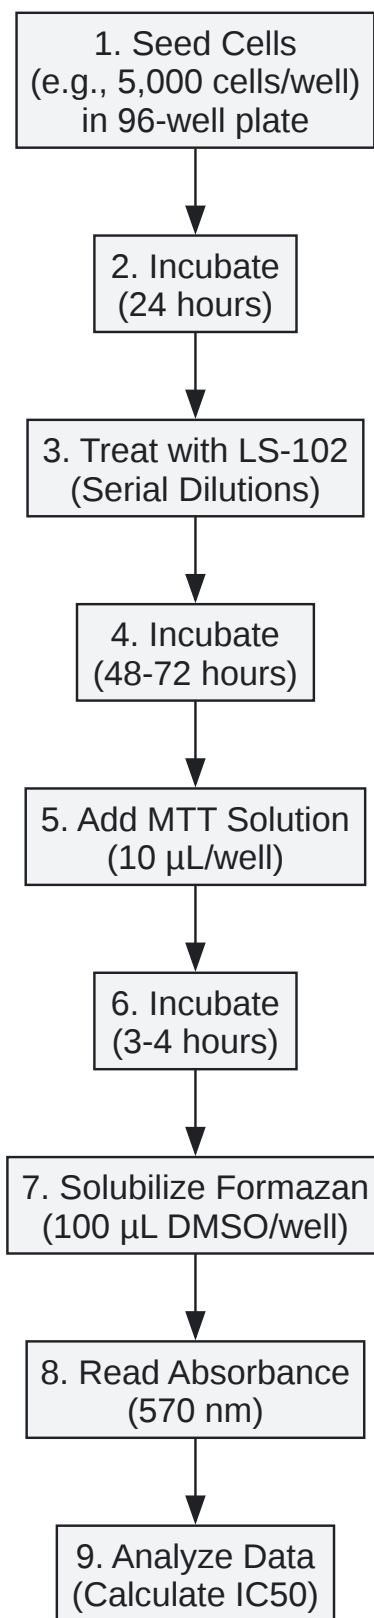 1. Seed Cells
(e.g., 5,000 cells/well)
in 96-well plate
2. Incubate
(24 hours)
3. Treat with LS-102
(Serial Dilutions)
4. Incubate
(48-72 hours)
5. Add MTT Solution
(10 µL/well)
6. Incubate
(3-4 hours)
7. Solubilize Formazan
(100 µL DMSO/well)
8. Read Absorbance
(570 nm)
9. Analyze Data
(Calculate IC50)